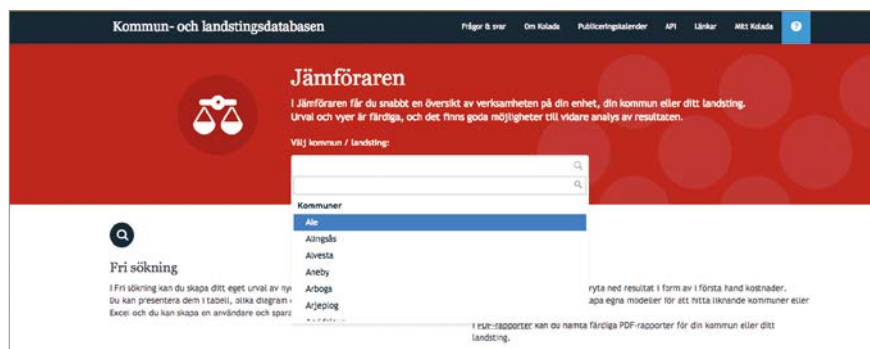 Kommun- och landstingsdatabasen
Frågor & svar Om Kolada Publiceringskalender API Länkar Mitt Kolada ?
Jämföraren
I Jämföraren får du snabbt en översikt av verksamheten på din enhet, din kommun eller ditt landsting.
Urval och vyer är färdiga, och det finns goda möjligheter till vidare analys av resultaten.
Välj kommun / landsting:
Kommuner
Ale
Alingsås
Alvesta
Aneby
Arboga
Arjeplog
Fri sökning
I Fri sökning kan du skapa ditt eget urval av
Du kan presentera dem i tabell, olika diagram
Excel och du kan skapa en användare och spara
ryta ned resultat i form av i första hand kostnader.
apa egna modeller för att hitta liknande kommuner eller
I PDF-rapporter kan du hämta färdiga PDF-rapporter för din kommun eller ditt
landsting.